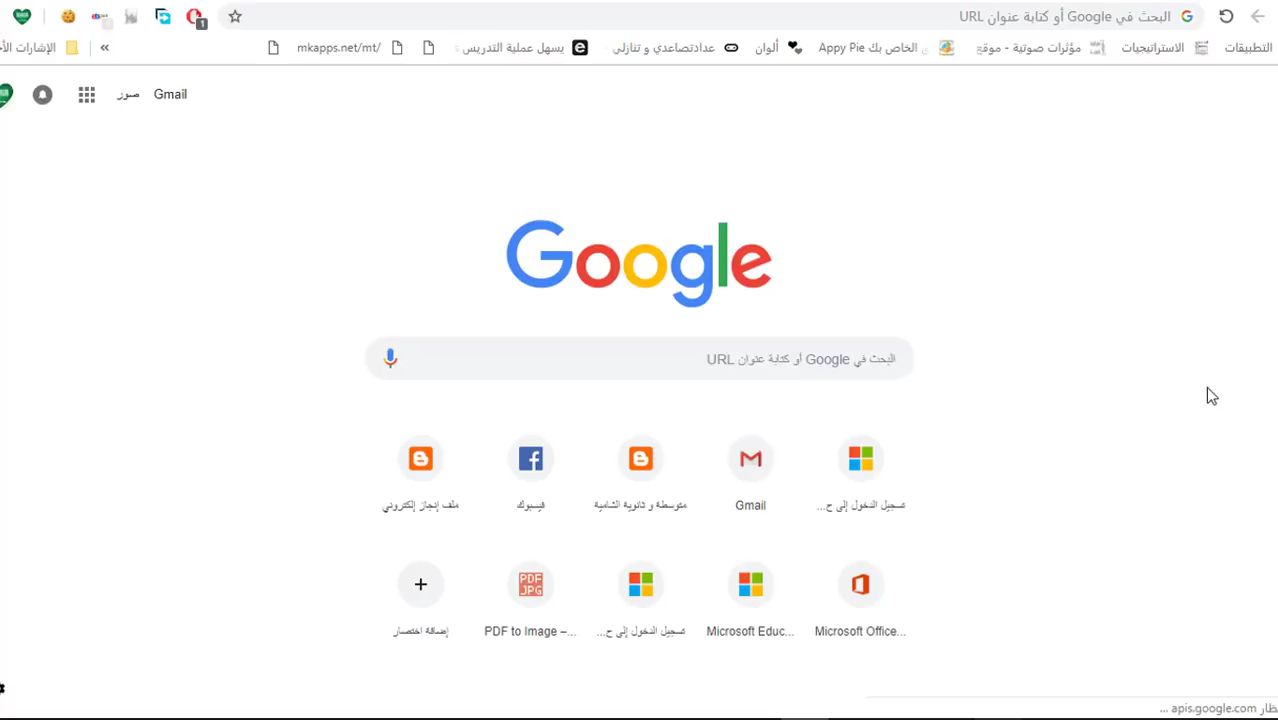 البحث في Google أو كتابة عنوان URL
1
التطبيقات
الاستراتيجيات
مؤثرات صوتية - موقع
الخاص بك Appy Pie
ألوان
عدادتصاعدي و تنازلي
يسهل عملية التدريس
mkapps.net/mt/
»
الإشارات
Gmail
صور
Google
البحث في Google أو كتابة عنوان URL
تسجيل الدخول إلى ح...
Gmail
متوسطة و ثانوية الشامية
فيسبوك
ملف إنجاز إلكتروني
Microsoft Office...
Microsoft Educ...
تسجيل الدخول إلى ح...
PDF JPG
PDF to Image –...
إضافة اختصار
apis.google.com ...